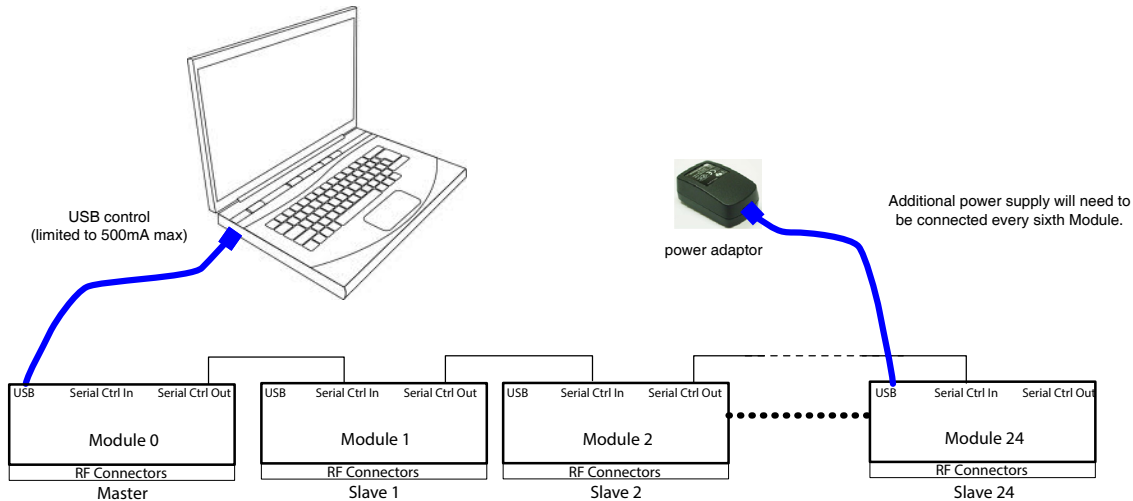 USB control
(limited to 500mA max)
power adaptor
Additional power supply will need to
be connected every sixth Module.
USB Serial Ctrl In Serial Ctrl Out
Module 0
RF Connectors
Master
USB Serial Ctrl In Serial Ctrl Out
Module 1
RF Connectors
Slave 1
USB Serial Ctrl In Serial Ctrl Out
Module 2
RF Connectors
Slave 2
USB Serial Ctrl In Serial Ctrl Out
Module 24
RF Connectors
Slave 24